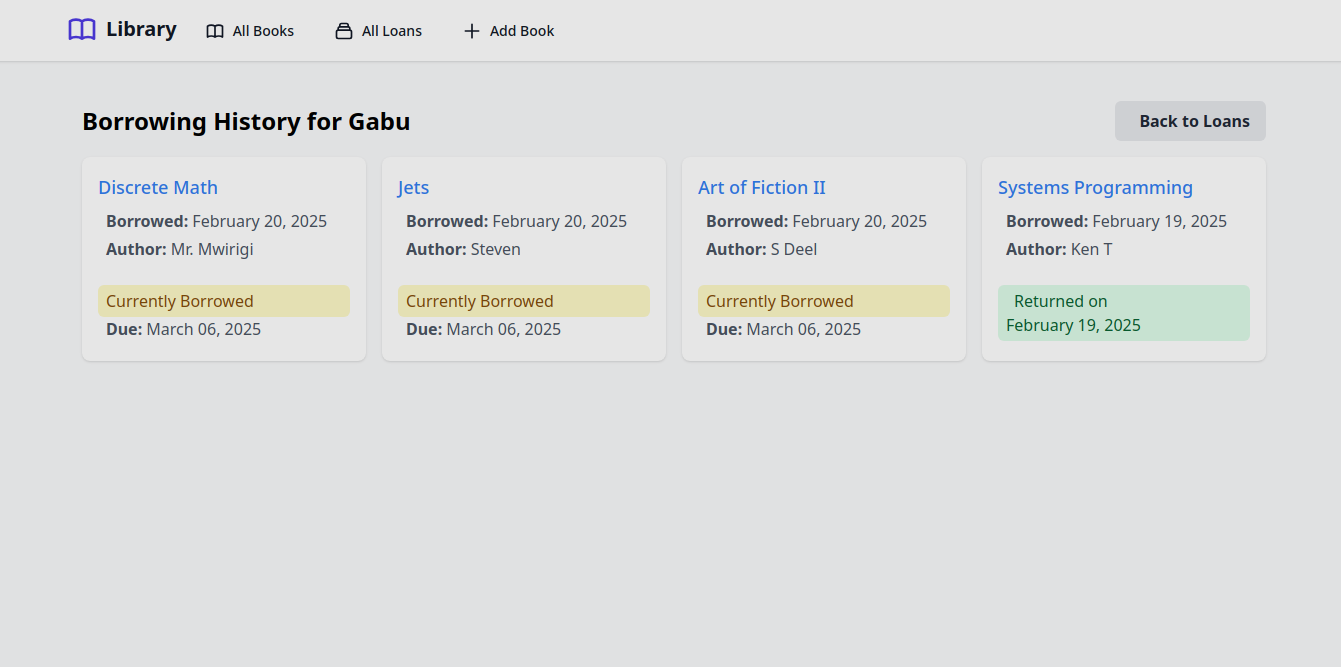 Library All Books All Loans Add Book
Borrowing History for Gabu Back to Loans
Discrete Math
Borrowed: February 20, 2025
Author: Mr. Mwirigi
Currently Borrowed
Due: March 06, 2025
Jets
Borrowed: February 20, 2025
Author: Steven
Currently Borrowed
Due: March 06, 2025
Art of Fiction II
Borrowed: February 20, 2025
Author: S Deel
Currently Borrowed
Due: March 06, 2025
Systems Programming
Borrowed: February 19, 2025
Author: Ken T
Returned on
February 19, 2025